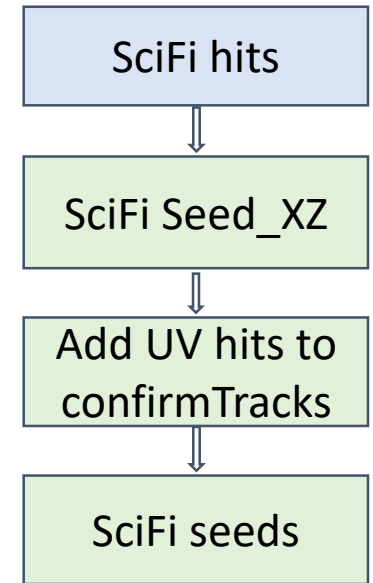 SciFi hits
SciFi Seed_XZ
Add UV hits to
confirmTracks
SciFi seeds